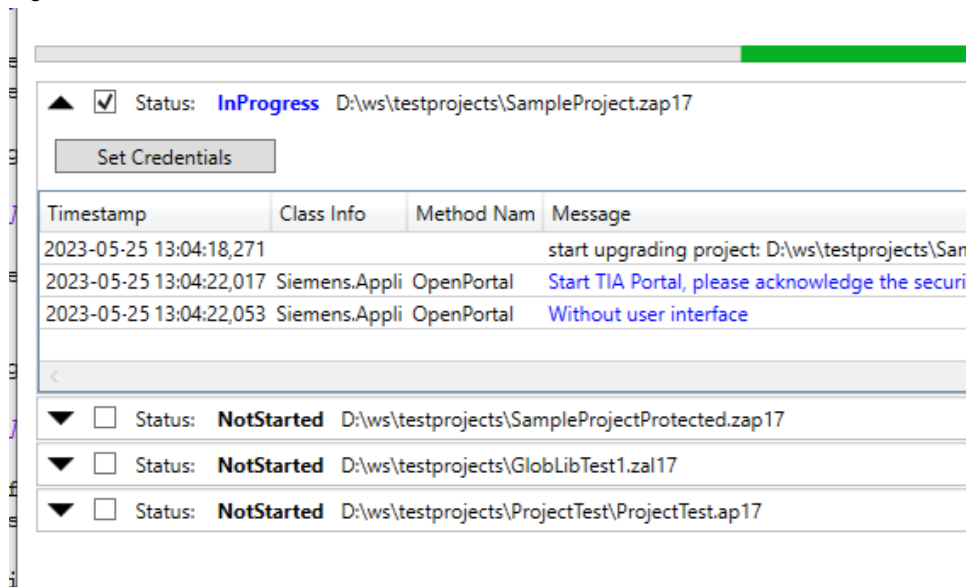 Status: InProgress D:\ws\testprojects\SampleProject.zap17
Set Credentials
Timestamp Class Info Method Nam Message
2023-05-25 13:04:18,271 start upgrading project: D:\ws\testprojects\San
2023-05-25 13:04:22,017 Siemens.Appli OpenPortal Start TIA Portal, please acknowledge the securi
2023-05-25 13:04:22,053 Siemens.Appli OpenPortal Without user interface
Status: NotStarted D:\ws\testprojects\SampleProjectProtected.zap17
Status: NotStarted D:\ws\testprojects\GlobLibTest1.zal17
Status: NotStarted D:\ws\testprojects\ProjectTest\ProjectTest.ap17